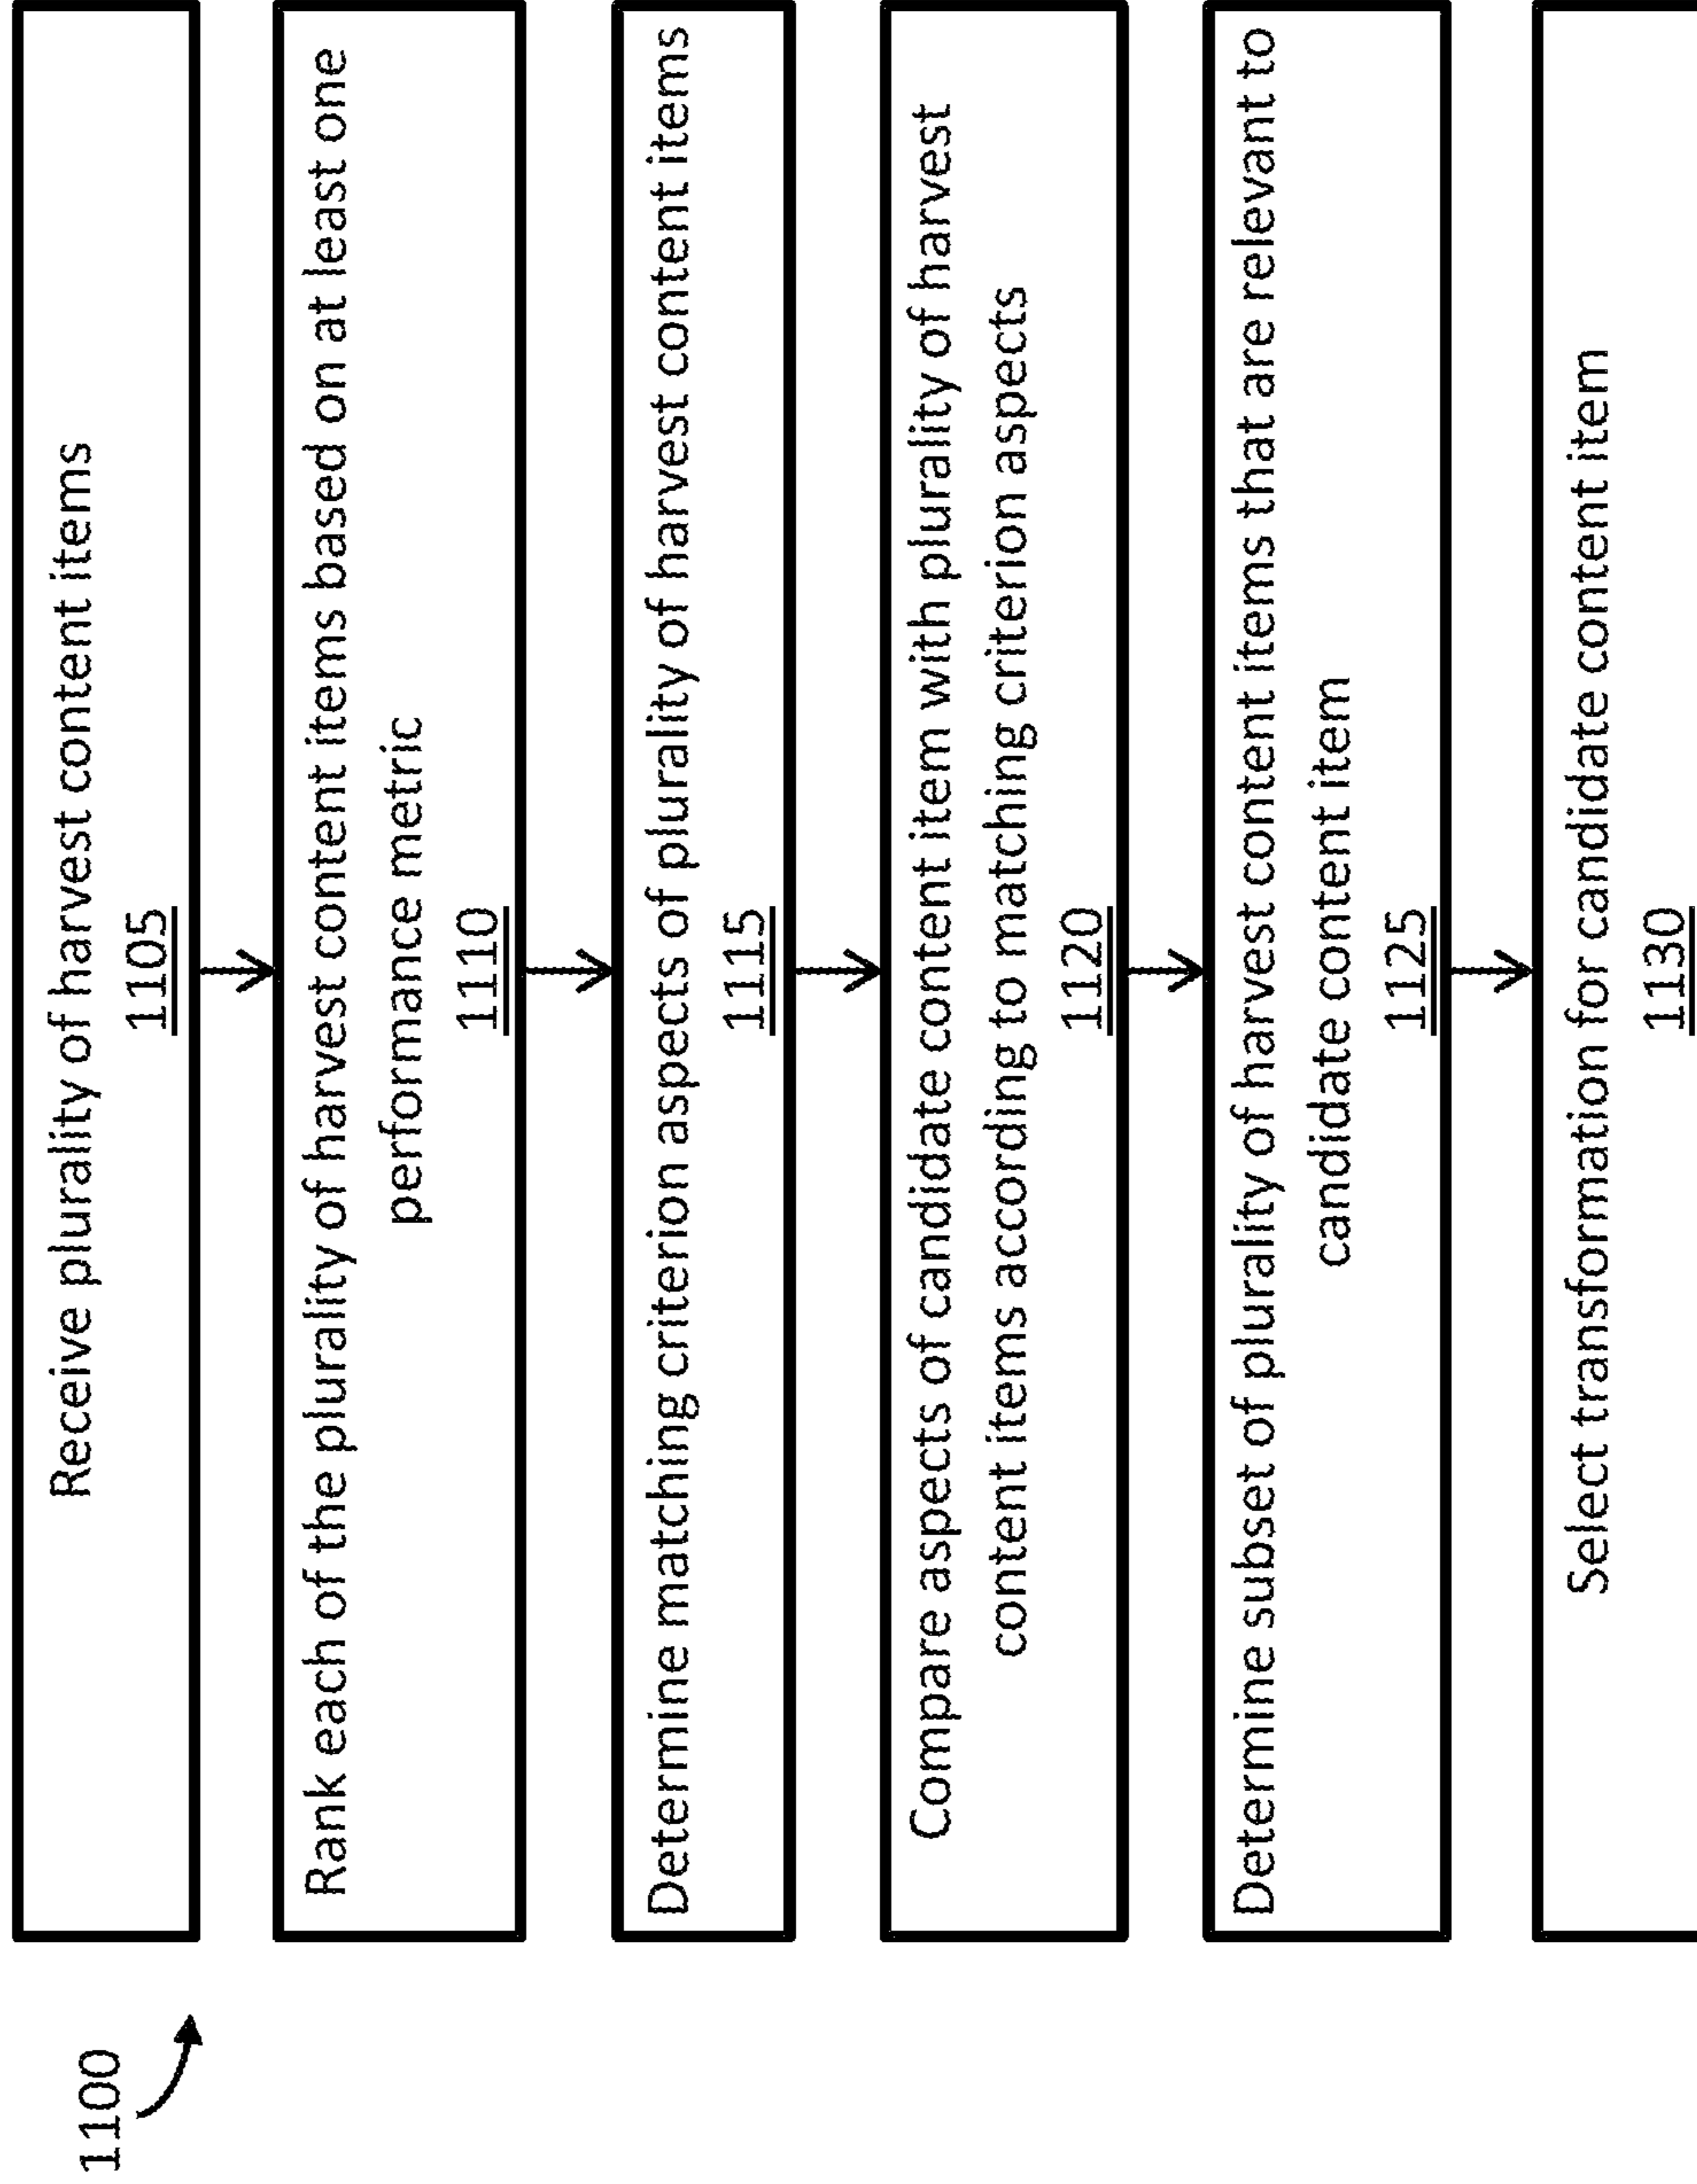 1100
Receive plurality of harvest content items
1105
Rank each of the plurality of harvest content items based on at least one
performance metric
1110
Determine matching criterion aspects of plurality of harvest content items
1115
Compare aspects of candidate content item with plurality of harvest
content items according to matching criterion aspects
1120
Determine subset of plurality of harvest content items that are relevant to
candidate content item
1125
Select transformation for candidate content item
1130